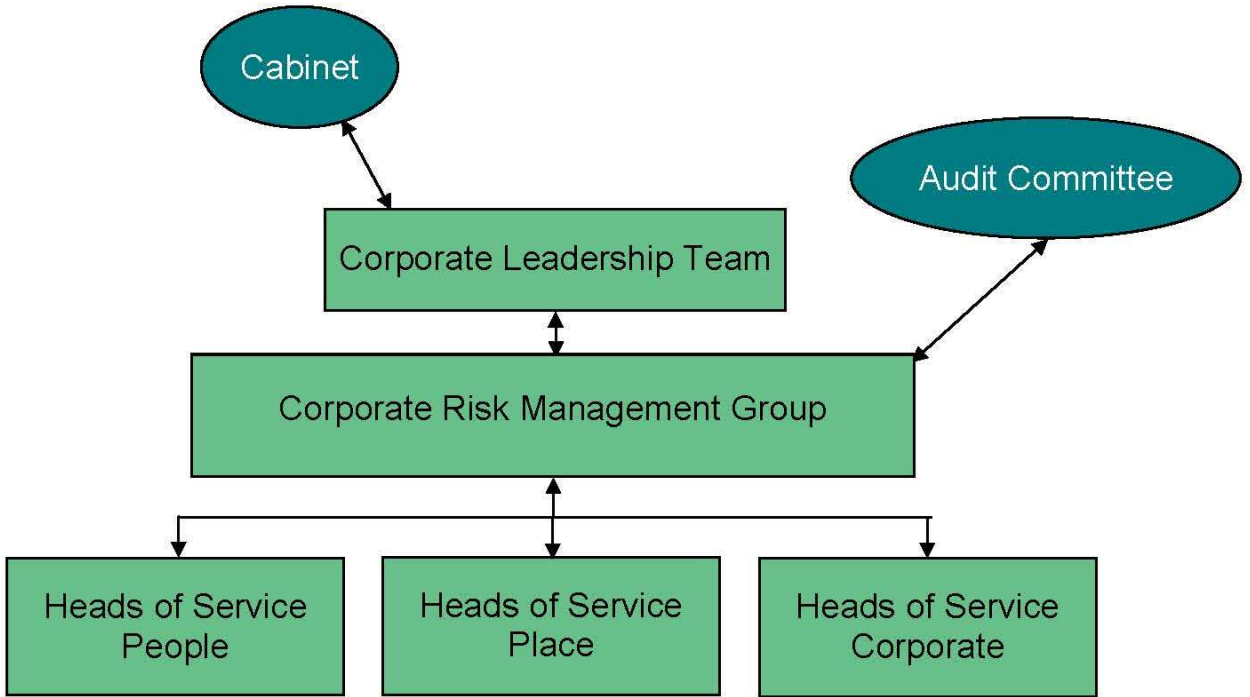 Cabinet
Audit Committee
Corporate Leadership Team
Corporate Risk Management Group
Heads of Service
People
Heads of Service
Place
Heads of Service
Corporate